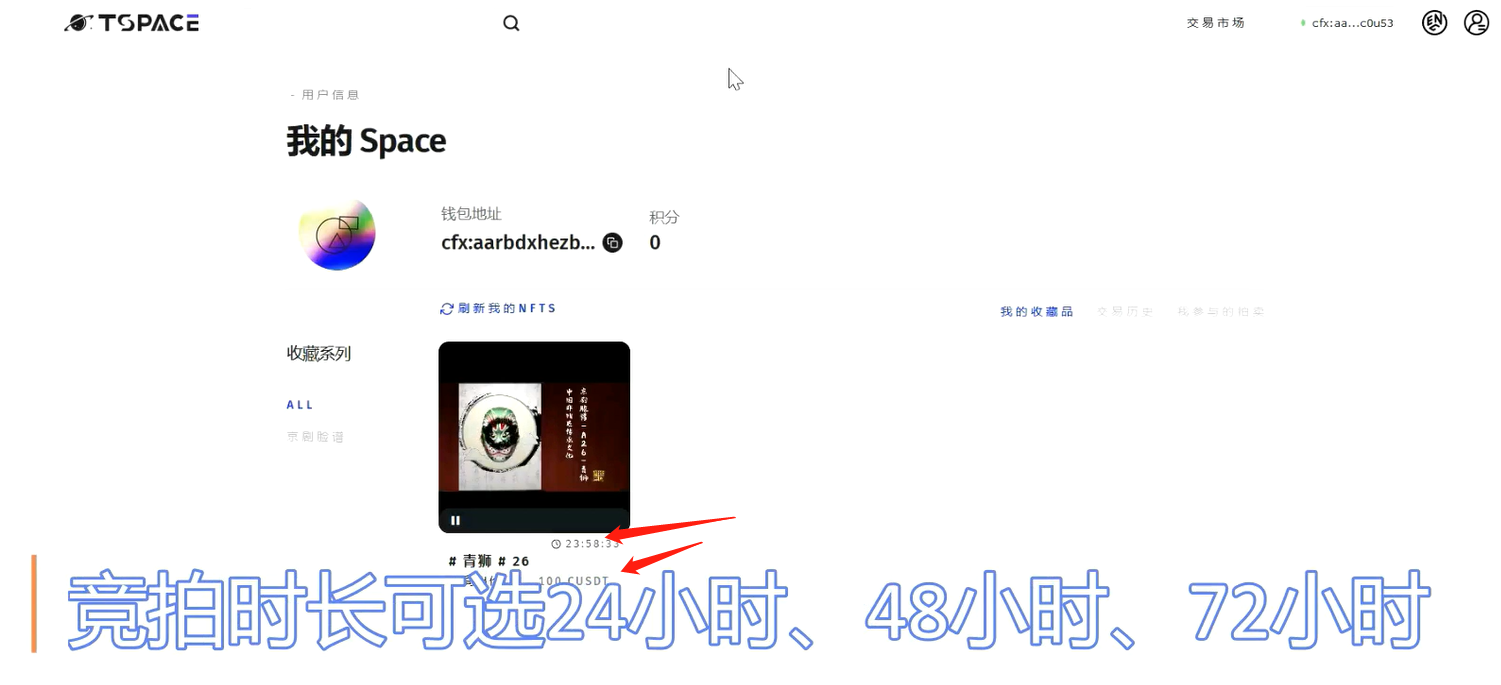 TSPACE
交易市场
cfx:aa...c0u53
EN
- 用户信息
我的 Space
钱包地址
积分
cfx:aarbdxhezb...
0
刷新我的NFTS
我的收藏品
交易历史
我参与的拍卖
收藏系列
ALL
京剧脸谱
京剧脸谱-A26-青狮
中国非物质遗传承文化
23:58:33
# 青狮 # 26
100 CUSDT
竞拍时长可选24小时、 48小时、 72小时